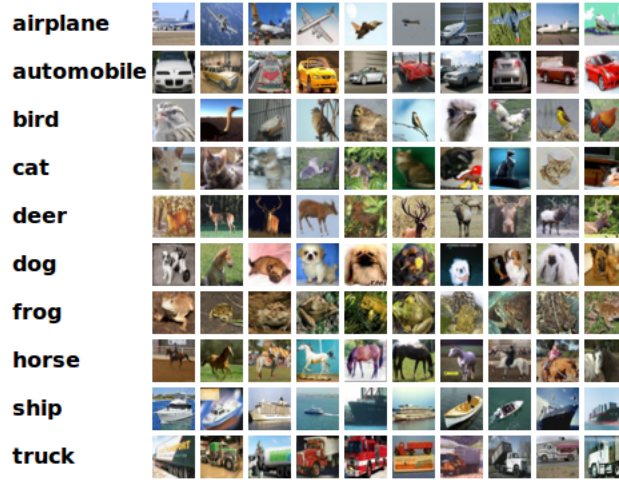 airplane
automobile
bird
cat
deer
dog
frog
horse
ship
truck